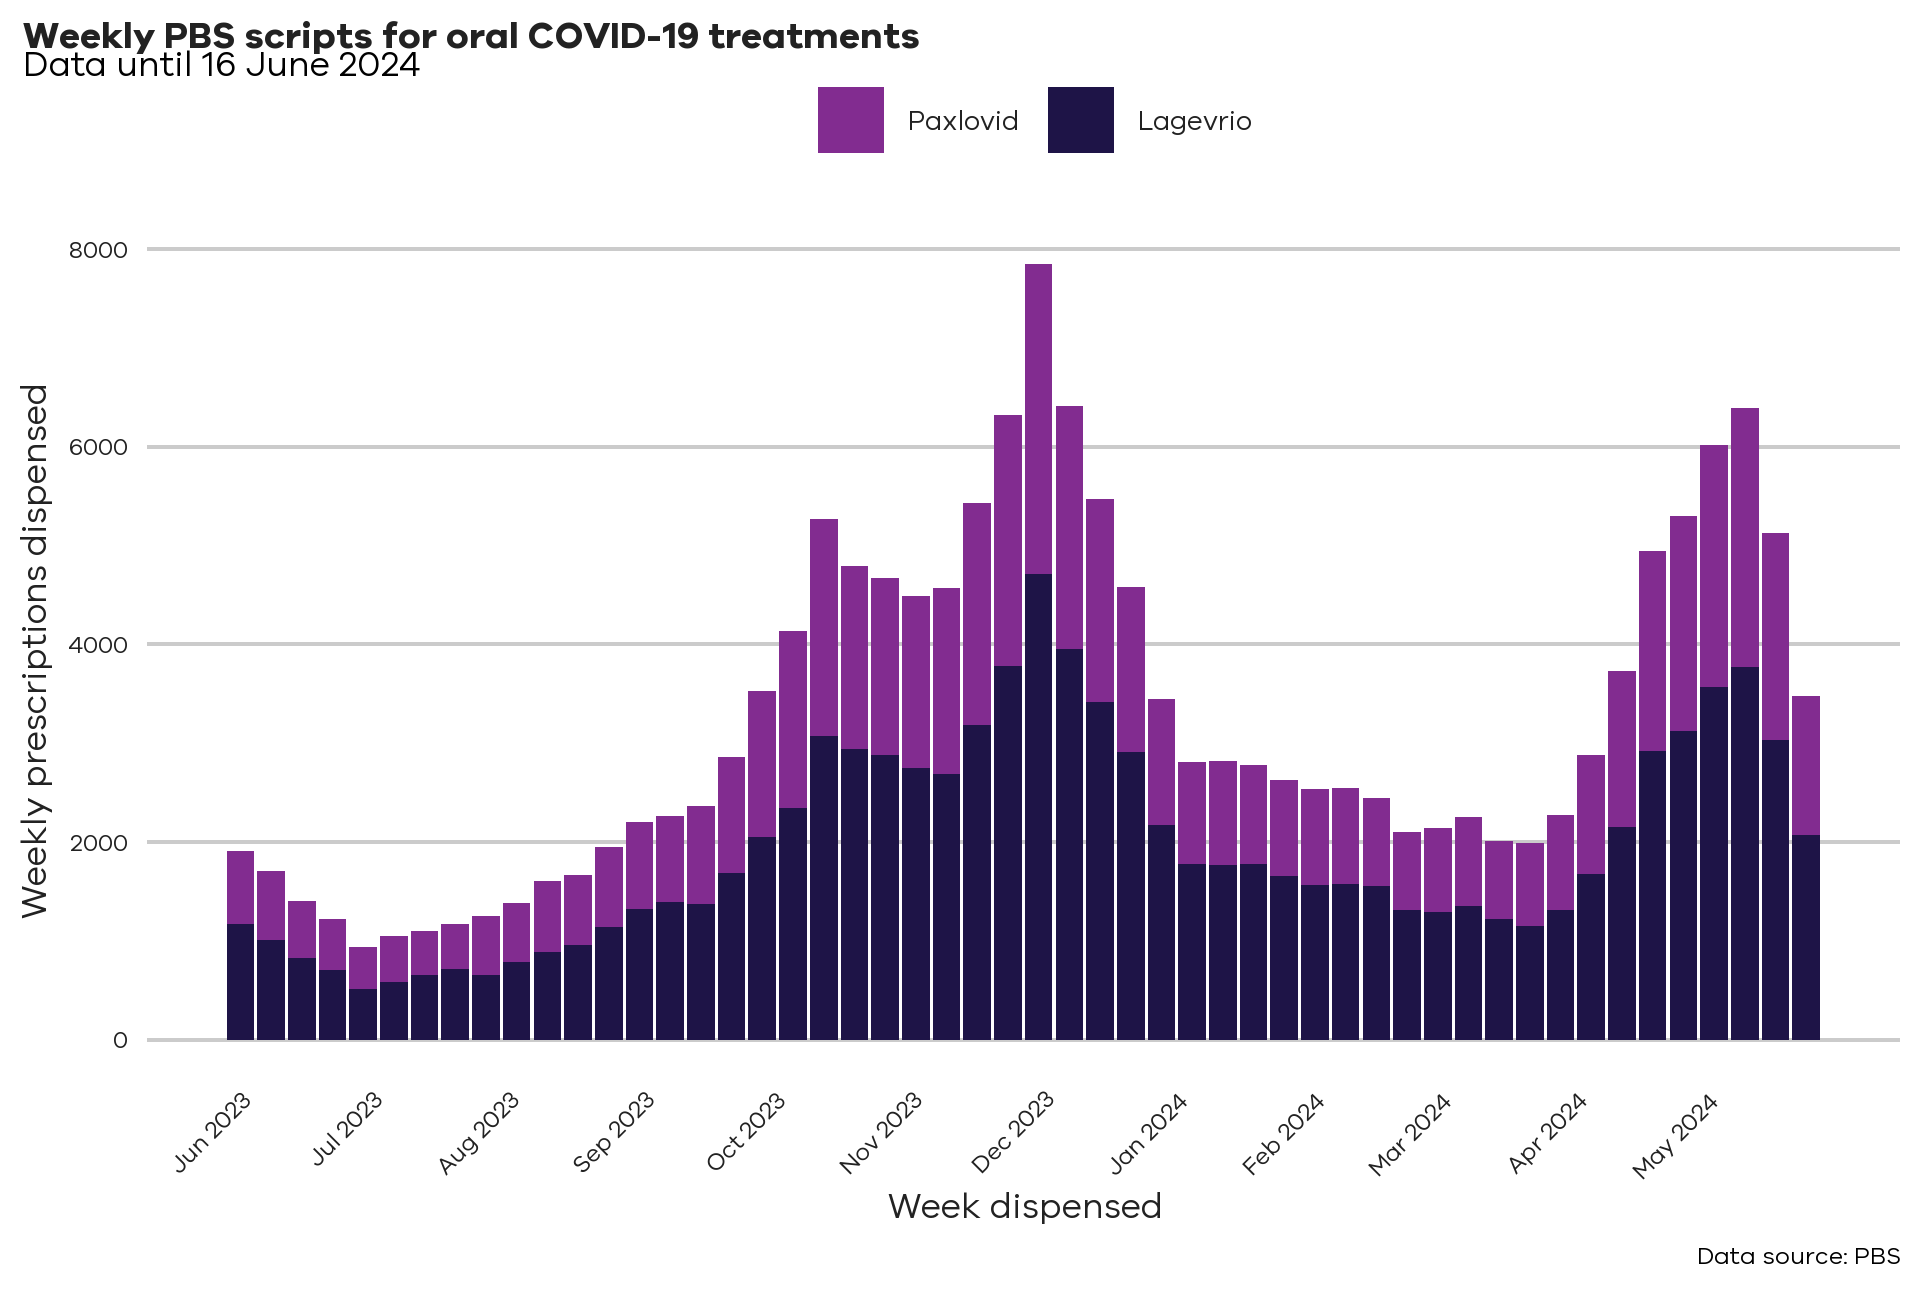 Weekly PBS scripts for oral COVID-19 treatments
Data until 16 June 2024
Paxlovid
Lagevrio
Weekly prescriptions dispensed
8000
6000
4000
2000
0
Jun 2023
Jul 2023
Aug 2023
Sep 2023
Oct 2023
Nov 2023
Dec 2023
Jan 2024
Feb 2024
Mar 2024
Apr 2024
May 2024
Week dispensed
Data source: PBS